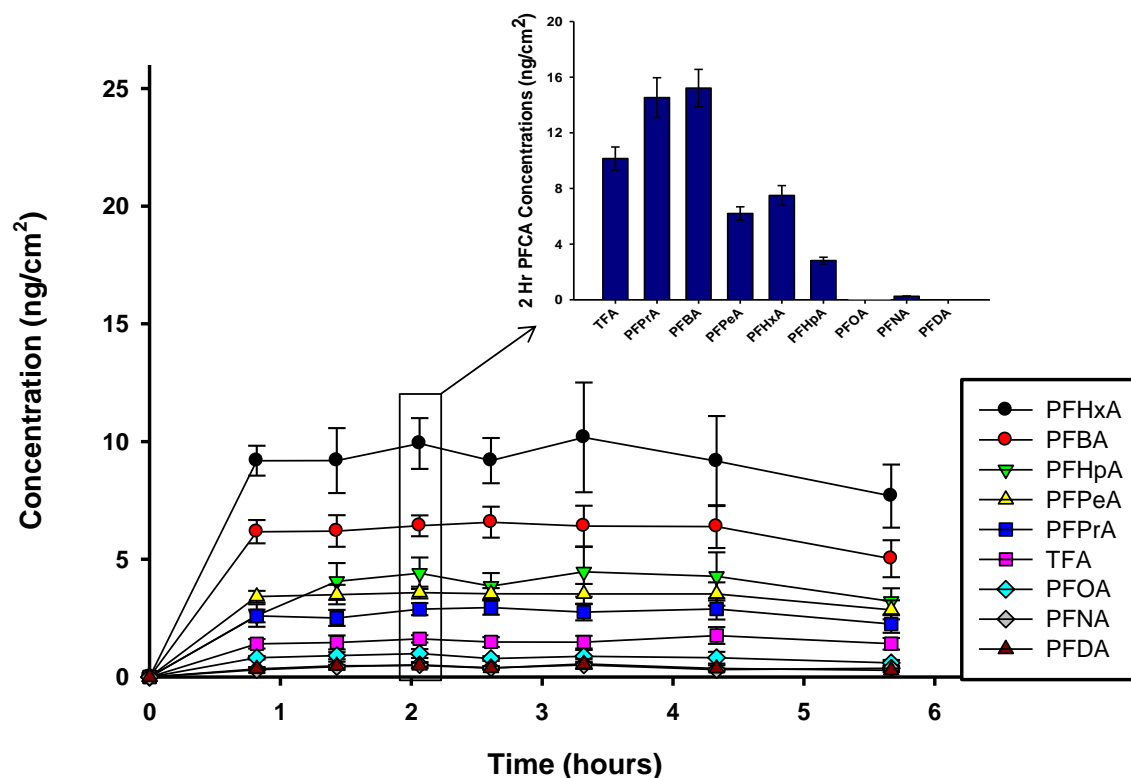 2 Hr PFCA Concentrations (ng/cm²)
16
12
8
4
0
TFA
PFPrA
PFBA
PFPeA
PFHxA
PFHpA
PFOA
PFNA
PFDA
Concentration (ng/cm²)
25
20
15
10
5
0
0 1 2 3 4 5 6
Time (hours)
PFHxA
PFBA
PFHpA
PFPeA
PFPrA
TFA
PFOA
PFNA
PFDA